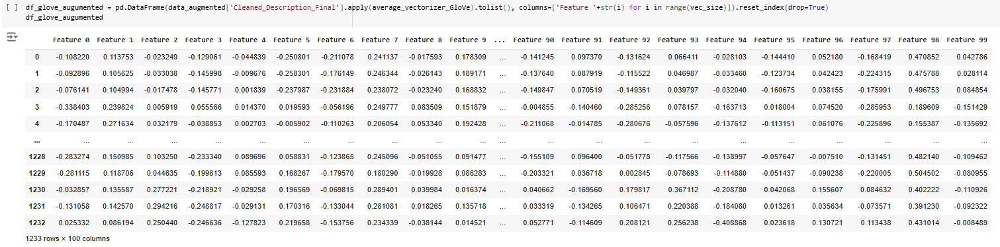 [ ] df_glove_augumented = pd.DataFrame(data_augmented['Cleaned_Description_Final'].apply(average_vectorizer_GloVe).tolist(), columns=['Feature '+str(i) for i in range(vec_size)]).reset_index(drop=True)
df_glove_augumented
Feature 0 Feature 1 Feature 2 Feature 3 Feature 4 Feature 5 Feature 6 Feature 7 Feature 8 Feature 9 ... Feature 90 Feature 91 Feature 92 Feature 93 Feature 94 Feature 95 Feature 96 Feature 97 Feature 98 Feature 99
0 -0.108220 0.113753 -0.023249 -0.129061 -0.044839 -0.250801 -0.211078 0.241137 -0.017593 0.178309 ... -0.141245 0.097370 -0.131624 0.066411 -0.028103 -0.144410 0.052180 -0.168419 0.470852 0.042786
1 -0.092896 0.105625 -0.033038 -0.145998 -0.009676 -0.258301 -0.176149 0.246344 -0.026143 0.189171 ... -0.137640 0.087919 -0.115522 0.046987 -0.033460 -0.123734 0.042423 -0.224315 0.475788 0.028114
2 -0.076141 0.104994 -0.017478 -0.145771 0.001839 -0.237987 -0.231884 0.238072 -0.023240 0.168832 ... -0.149847 0.070519 -0.149361 0.039797 -0.032040 -0.160675 0.038155 -0.175991 0.496753 0.084854
3 -0.338403 0.239824 0.005919 0.055566 0.014370 0.019593 -0.056196 0.249777 0.083509 0.151879 ... -0.004855 -0.140460 -0.285256 0.078157 -0.163713 0.018004 0.074520 -0.285953 0.189609 -0.151429
4 -0.170487 0.271634 0.032179 -0.038853 0.002703 -0.005902 -0.110263 0.206054 0.053340 0.192428 ... -0.211068 -0.014785 -0.280676 -0.057596 -0.137612 -0.113151 0.061076 -0.225896 0.155387 -0.135692
... ... ... ... ... ... ... ... ... ... ... ... ... ... ... ... ... ... ... ... ... ...
1228 -0.283274 0.150985 0.103250 -0.233340 0.089696 0.058831 -0.123865 0.245096 -0.051055 0.091477 ... -0.155109 0.096400 -0.051778 -0.117566 -0.138997 -0.057647 -0.007510 -0.131451 0.482140 -0.109462
1229 -0.281115 0.118706 0.044635 -0.199613 0.085593 0.168267 -0.179570 0.180290 -0.019928 0.086283 ... -0.203321 0.036718 0.002845 -0.078693 -0.114880 -0.051437 -0.090238 -0.220005 0.504502 -0.080955
1230 -0.032857 0.135587 0.277221 -0.218921 -0.029258 0.196569 -0.069815 0.289401 0.039984 0.016374 ... 0.040662 -0.169560 0.179817 0.367112 -0.208780 0.042068 0.155607 0.084632 0.402222 -0.110926
1231 -0.131058 0.142570 0.294216 -0.248817 -0.029131 0.170316 -0.133044 0.281081 0.018265 0.135718 ... 0.033319 -0.134265 0.106471 0.220388 -0.184080 0.013261 0.035634 -0.073571 0.391230 -0.092322
1232 0.025332 0.086194 0.250440 -0.246636 -0.127823 0.219658 -0.153756 0.234339 -0.038144 0.014521 ... 0.052771 -0.114609 0.208121 0.256238 -0.408868 0.023618 0.130721 0.113438 0.431014 -0.008489
1233 rows × 100 columns